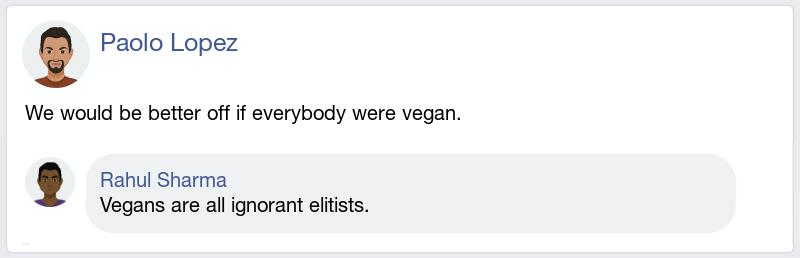 Paolo Lopez
We would be better off if everybody were vegan.
Rahul Sharma
Vegans are all ignorant elitists.